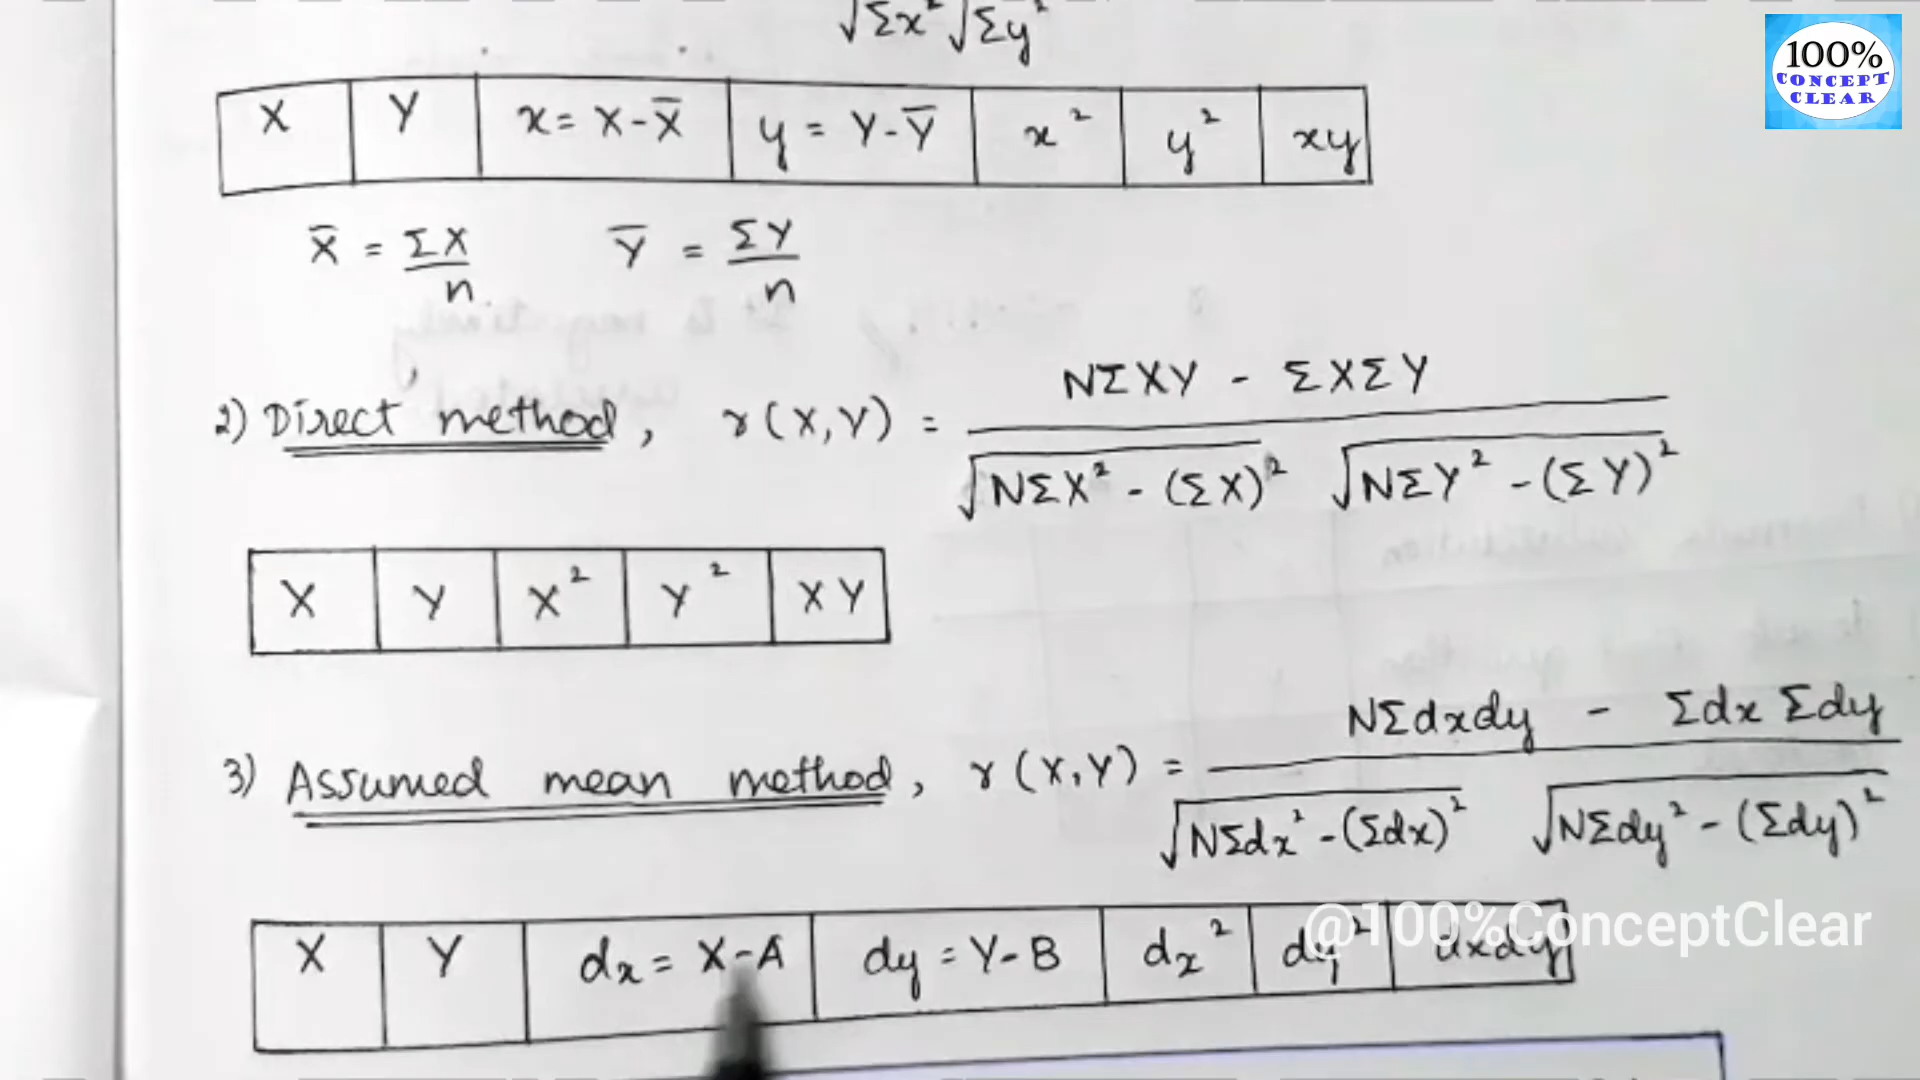 √Σx² √Σy²
100%
CONCEPT
CLEAR
X Y x = X-X̄ y = Y-Ȳ x² y² xy
X̄ = ΣX/n Ȳ = ΣY/n
2) Direct method, r(X,Y) = NΣXY - ΣXΣY / √NΣX² - (ΣX)² √NΣY² - (ΣY)²
X Y X² Y² XY
3) Assumed mean method, r(X,Y) = NΣdxdy - Σdx Σdy / √NΣdx² - (Σdx)² √NΣdy² - (Σdy)²
@100%ConceptClear
X Y dx = X-A dy = Y-B dx² dy² dxdy